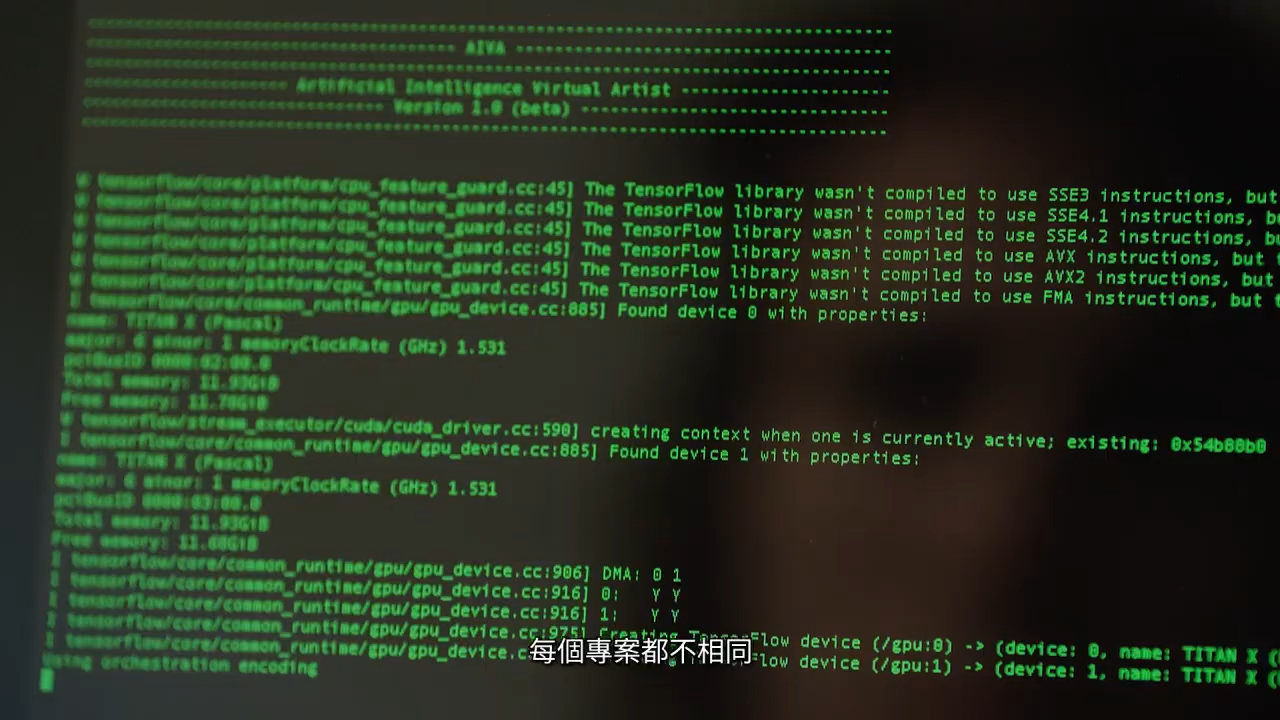 AIVA
Artificial Intelligence Virtual Artist
Version 1.0 (beta)
W tensorflow/core/platform/cpu_feature_guard.cc:45] The TensorFlow library wasn't compiled to use SSE3 instructions, but
W tensorflow/core/platform/cpu_feature_guard.cc:45] The TensorFlow library wasn't compiled to use SSE4.1 instructions,
W tensorflow/core/platform/cpu_feature_guard.cc:45] The TensorFlow library wasn't compiled to use SSE4.2 instructions,
W tensorflow/core/platform/cpu_feature_guard.cc:45] The TensorFlow library wasn't compiled to use AVX instructions, but
W tensorflow/core/platform/cpu_feature_guard.cc:45] The TensorFlow library wasn't compiled to use AVX2 instructions,
W tensorflow/core/platform/cpu_feature_guard.cc:45] The TensorFlow library wasn't compiled to use FMA instructions, but
I tensorflow/core/common_runtime/gpu/gpu_device.cc:885] Found device 0 with properties:
name: TITAN X (Pascal)
major: 6 minor: 1 memoryClockRate (GHz) 1.531
pciBusID 0000:02:00.0
Total memory: 11.93GiB
Free memory: 11.78GiB
W tensorflow/stream_executor/cuda/cuda_driver.cc:590] creating context when one is currently active; existing: 0x54b88b0
I tensorflow/core/common_runtime/gpu/gpu_device.cc:885] Found device 1 with properties:
name: TITAN X (Pascal)
major: 6 minor: 1 memoryClockRate (GHz) 1.531
pciBusID 0000:03:00.0
Total memory: 11.93GiB
Free memory: 11.68GiB
I tensorflow/core/common_runtime/gpu/gpu_device.cc:906] DMA: 0 1
I tensorflow/core/common_runtime/gpu/gpu_device.cc:916] 0: Y Y
I tensorflow/core/common_runtime/gpu/gpu_device.cc:916] 1: Y Y
I tensorflow/core/common_runtime/gpu/gpu_device.cc:975] Creating TensorFlow device (/gpu:0) -> (device: 0, name: TITAN X
I tensorflow/core/common_runtime/gpu/gpu_device. TensorFlow device (/gpu:1) -> (device: 1, name: TITAN X
Using orchestration encoding
每個專案都不相同